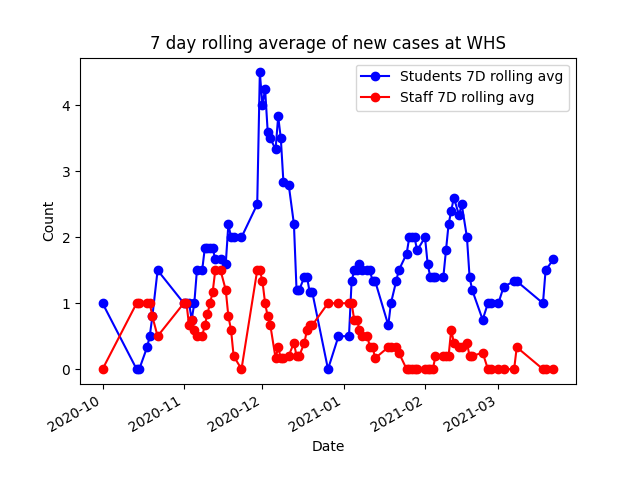 7 day rolling average of new cases at WHS
Students 7D rolling avg
Staff 7D rolling avg
Count
4
3
2
1
0
2020-10
2020-11
2020-12
2021-01
2021-02
2021-03
Date